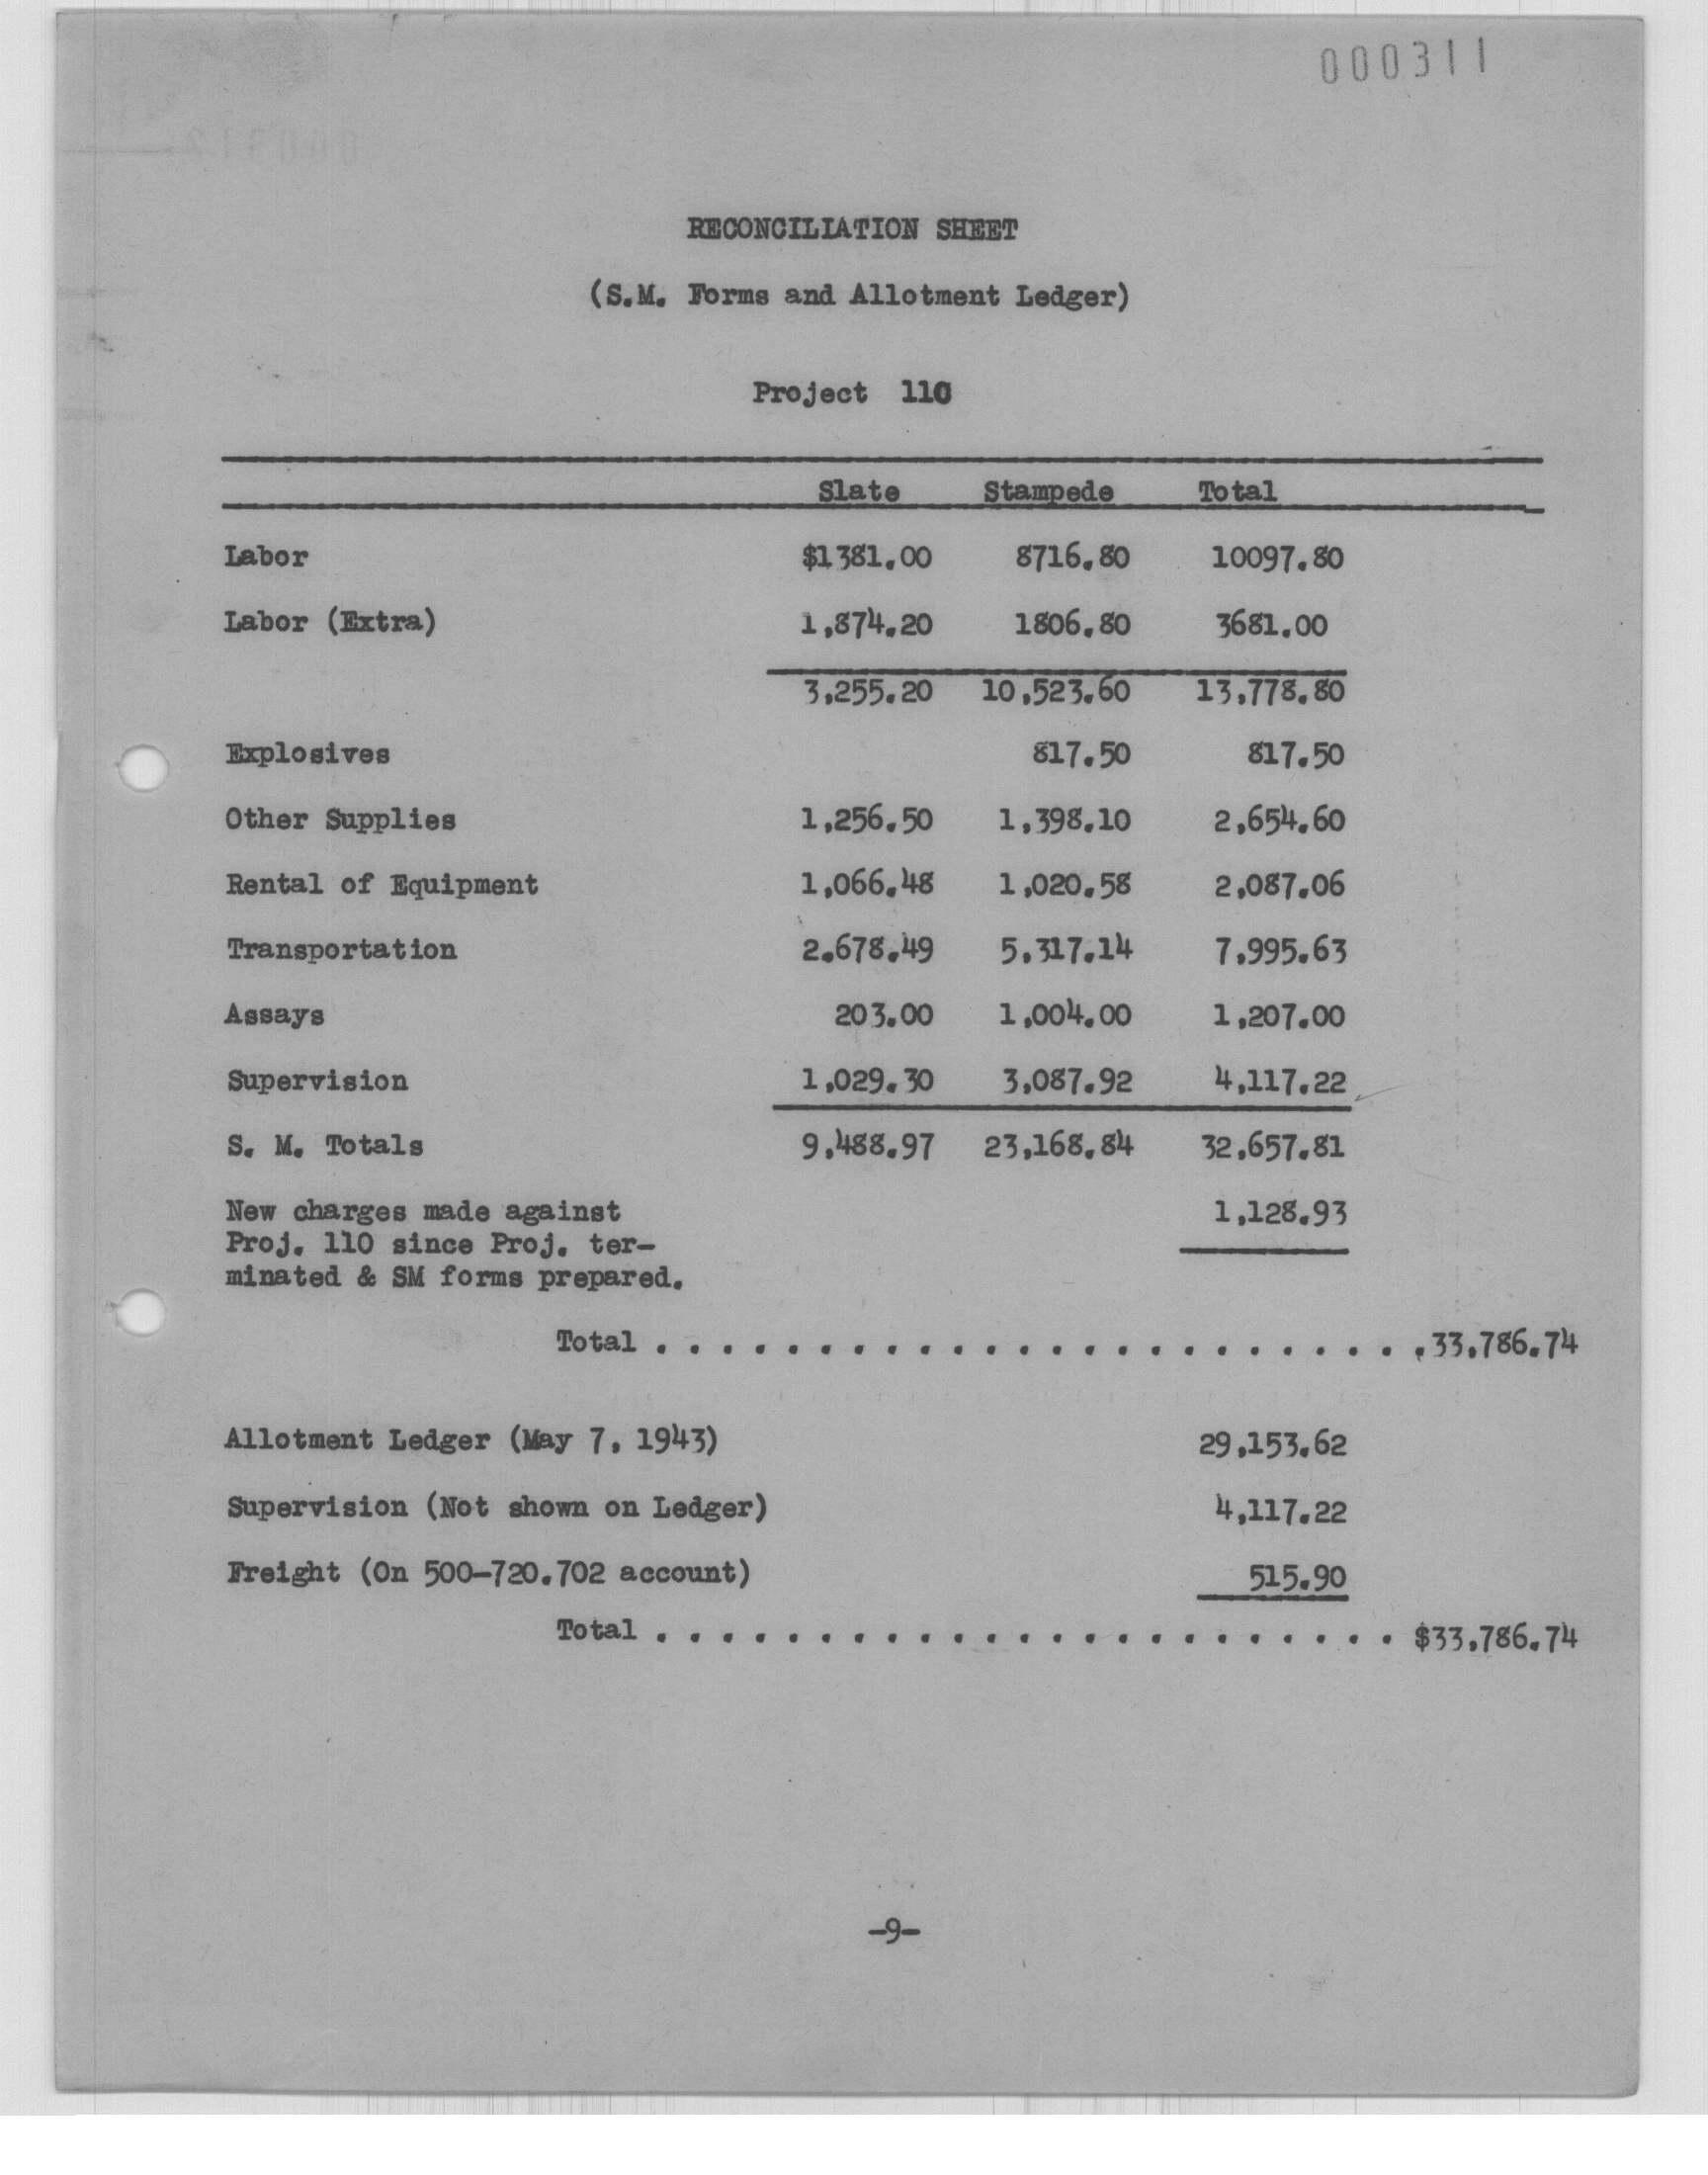 000311
RECONCILIATION SHEET
(S.M. Forms and Allotment Ledger)
Project 110
Slate Stampede Total
Labor $1381.00 8716.80 10097.80
Labor (Extra) 1,874.20 1806.80 3681.00
3,255.20 10,523.60 13,778.80
Explosives 817.50 817.50
Other Supplies 1,256.50 1,398.10 2,654.60
Rental of Equipment 1,066.48 1,020.58 2,087.06
Transportation 2.678.49 5,317.14 7,995.63
Assays 203.00 1,004.00 1,207.00
Supervision 1,029.30 3,087.92 4,117.22
S. M. Totals 9,488.97 23,168.84 32,657.81
New charges made against 1,128.93
Proj. 110 since Proj. ter-
minated & SM forms prepared.
Total . . . . . . . . . . . . . . . . . . . . . . . . 33,786.74
Allotment Ledger (May 7, 1943) 29,153.62
Supervision (Not shown on Ledger) 4,117.22
Freight (On 500-720.702 account) 515.90
Total . . . . . . . . . . . . . . . . . . . . . . . $33,786.74
-9-